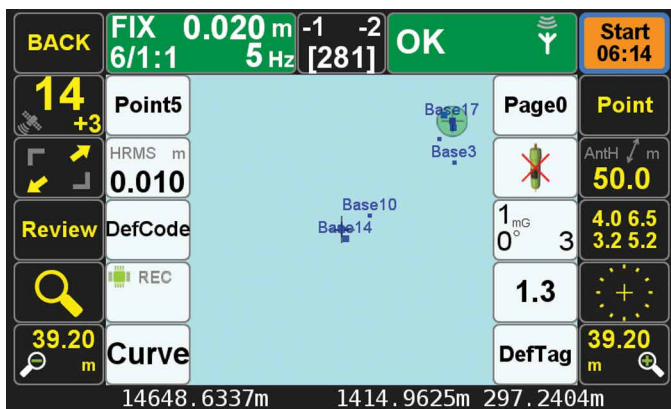 BACK
FIX 0.020 m
6/1:1 5 Hz
-1 -2
[281]
OK
Start
06:14
14
+3
Point5
Base17
Page0
Point
HRMS m
0.010
Base3
AntH m
50.0
Review
DefCode
Base10
Base14
1 mG
0° 3
4.0 6.5
3.2 5.2
REC
1.3
39.20
m
Curve
DefTag
39.20
m
14648.6337m 1414.9625m 297.2404m